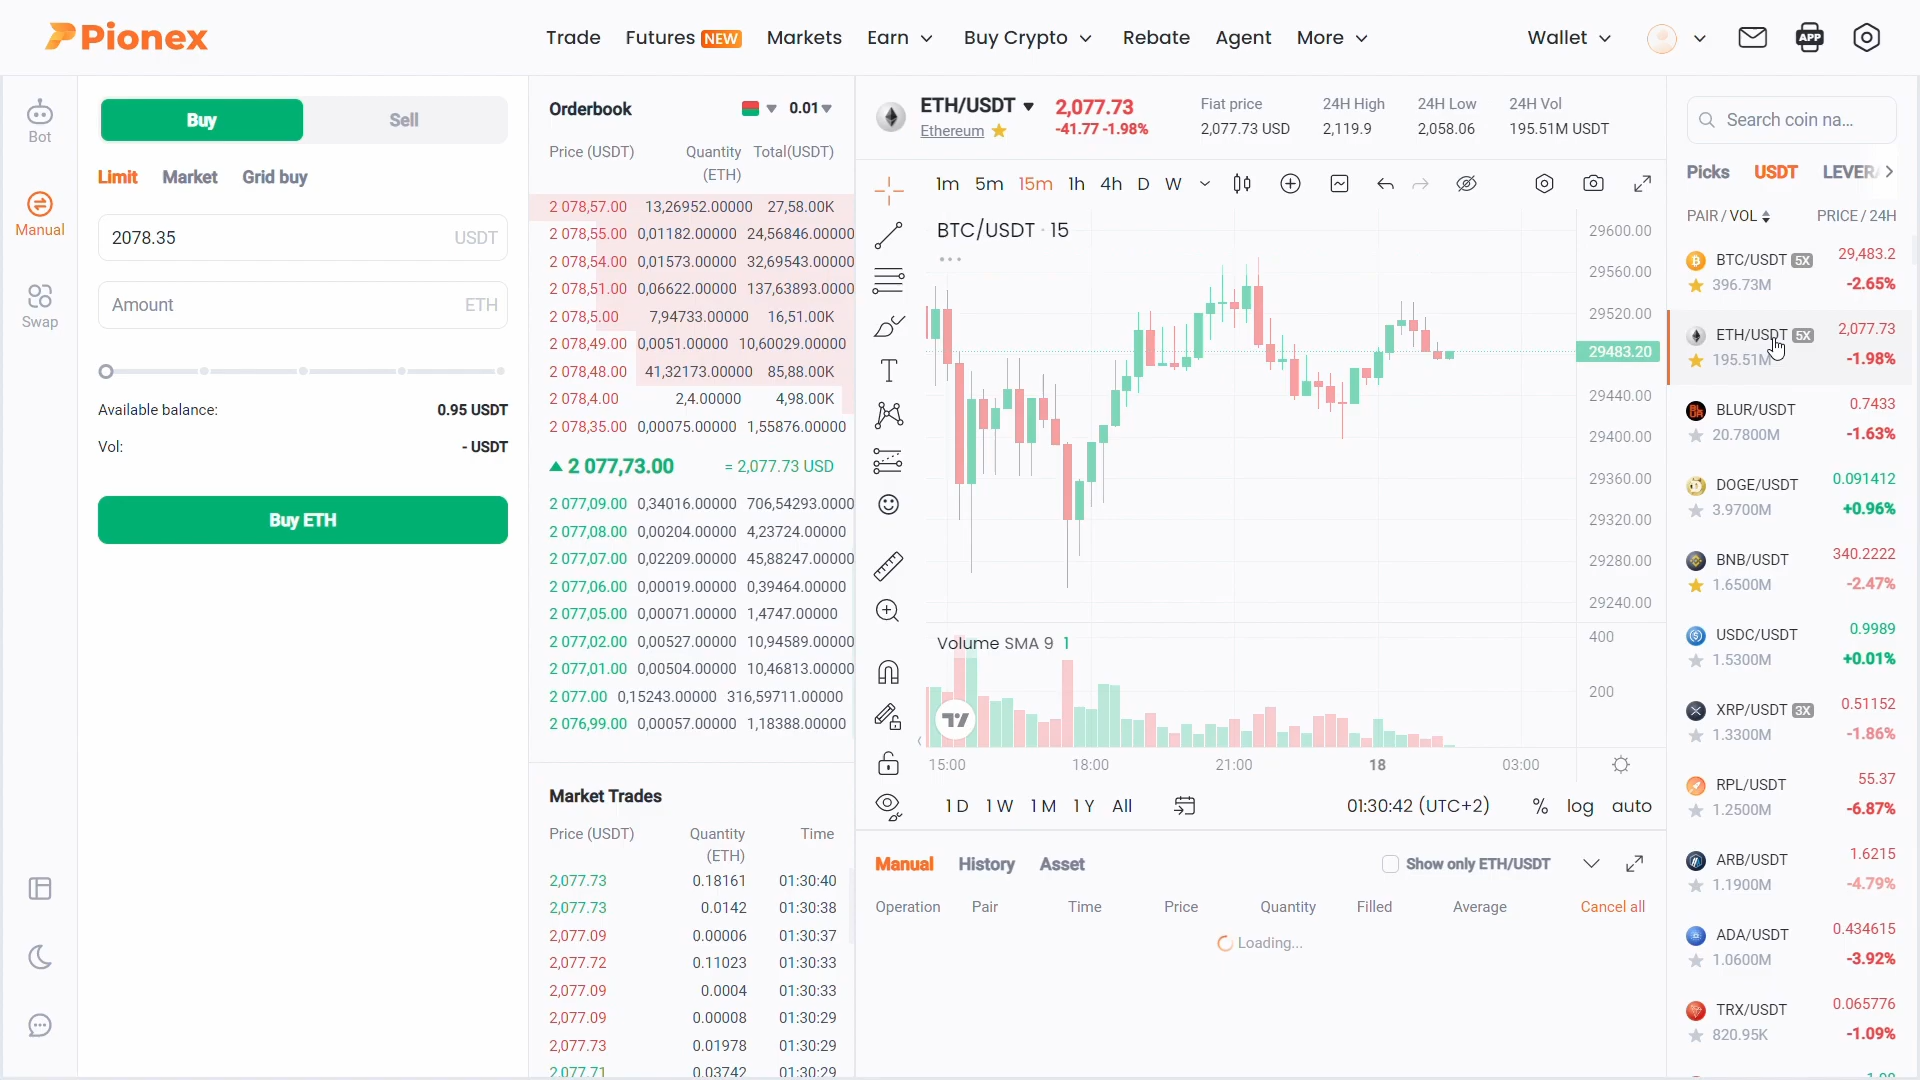 Pionex
Trade Futures NEW Markets Earn Buy Crypto Rebate Agent More Wallet APP
Bot
Manual
Swap
Buy Sell
Limit Market Grid buy
2078.35 USDT
Amount ETH
Available balance: 0.95 USDT
Vol: - USDT
Buy ETH
Orderbook 0.01
Price (USDT) Quantity (ETH) Total(USDT)
2 078,57.00 13,26952.00000 27,58.00K
2 078,55.00 0,01182.00000 24,56846.0000
2 078,54.00 0,01573.00000 32,69543.0000
2 078,51.00 0,06622.00000 137,63893.0000
2 078,5.00 7,94733.00000 16,51.00K
2 078,49.00 0,0051.00000 10,60029.00000
2 078,48.00 41,32173.0000 85,88.00K
2 078,4.00 2,4.00000 4,98.00K
2 078,35.00 0,00075.00000 1,55876.00000
2 077,73.00 = 2,077.73 USD
2 077,09.00 0,34016.00000 706,54293.0000
2 077,08.00 0,00204.00000 4,23724.00000
2 077,07.00 0,02209.00000 45,88247.0000
2 077,06.00 0,00019.00000 0,39464.00000
2 077,05.00 0,00071.00000 1,4747.00000
2 077,02.00 0,00527.00000 10,94589.0000
2 077,01.00 0,00504.00000 10,46813.0000
2 077.00 0,15243.00000 316,59711.00000
2 076,99.00 0,00057.00000 1,18388.00000
Market Trades
Price (USDT) Quantity (ETH) Time
2,077.73 0.18161 01:30:40
2,077.73 0.0142 01:30:38
2,077.09 0.00006 01:30:37
2,077.72 0.11023 01:30:33
2,077.09 0.0004 01:30:33
2,077.09 0.00008 01:30:29
2,077.73 0.01978 01:30:29
2,077.71 0.03742 01:30:29
ETH/USDT 2,077.73 Fiat price 24H High 24H Low 24H Vol
Ethereum -41.77 -1.98% 2,077.73 USD 2,119.9 2,058.06 195.51M USDT
1m 5m 15m 1h 4h D W
BTC/USDT · 15
29600.00
29560.00
29520.00
29483.20
29440.00
29400.00
29360.00
29320.00
29280.00
29240.00
Volume SMA 9 1
400
200
15:00 18:00 21:00 18 03:00
1 D 1 W 1 M 1 Y All 01:30:42 (UTC+2) % log auto
Manual History Asset Show only ETH/USDT
Operation Pair Time Price Quantity Filled Average Cancel all
Loading...
Search coin na...
Picks USDT LEVER
PAIR / VOL PRICE / 24H
BTC/USDT 5X 29,483.2
396.73M -2.65%
ETH/USDT 5X 2,077.73
195.51M -1.98%
BLUR/USDT 0.7433
20.7800M -1.63%
DOGE/USDT 0.091412
3.9700M +0.96%
BNB/USDT 340.2222
1.6500M -2.47%
USDC/USDT 0.9989
1.5300M +0.01%
XRP/USDT 3X 0.51152
1.3300M -1.86%
RPL/USDT 55.37
1.2500M -6.87%
ARB/USDT 1.6215
1.1900M -4.79%
ADA/USDT 0.434615
1.0600M -3.92%
TRX/USDT 0.065776
820.95K -1.09%